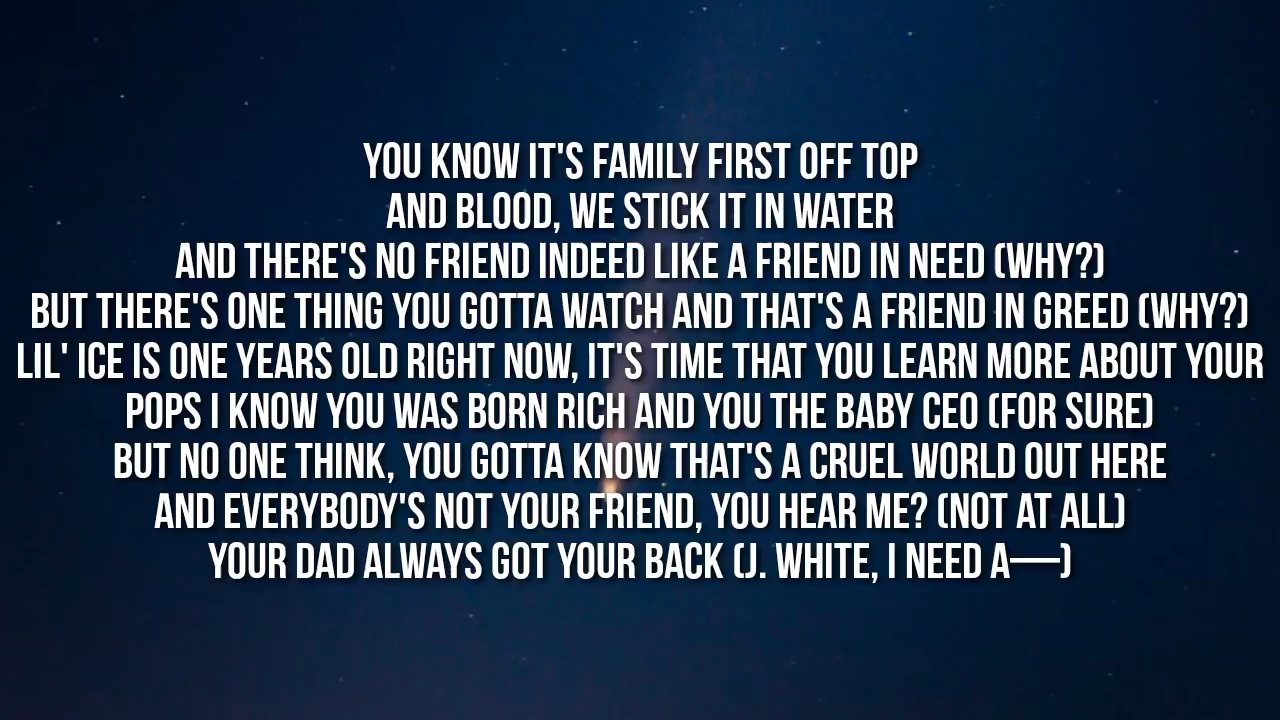 YOU KNOW IT'S FAMILY FIRST OFF TOP
AND BLOOD, WE STICK IT IN WATER
AND THERE'S NO FRIEND INDEED LIKE A FRIEND IN NEED (WHY?)
BUT THERE'S ONE THING YOU GOTTA WATCH AND THAT'S A FRIEND IN GREED (WHY?)
LIL' ICE IS ONE YEARS OLD RIGHT NOW, IT'S TIME THAT YOU LEARN MORE ABOUT YOUR
POPS I KNOW YOU WAS BORN RICH AND YOU THE BABY CEO (FOR SURE)
BUT NO ONE THINK, YOU GOTTA KNOW THAT'S A CRUEL WORLD OUT HERE
AND EVERYBODY'S NOT YOUR FRIEND, YOU HEAR ME? (NOT AT ALL)
YOUR DAD ALWAYS GOT YOUR BACK (J. WHITE, I NEED A—)